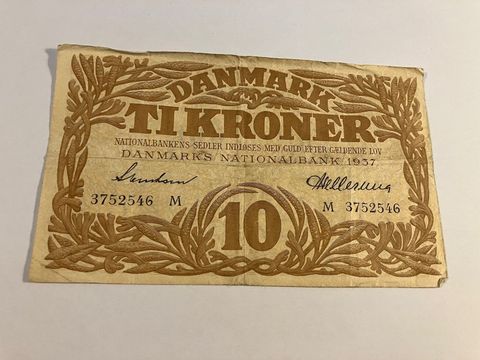 DANMARK
TI KRONER
NATIONALBANKENS SEDLER INDLØSES MED GULD EFTER GÆLDENDE LOV
DANMARKS NATIONALBANK 1937
3752546 M M 3752546
10